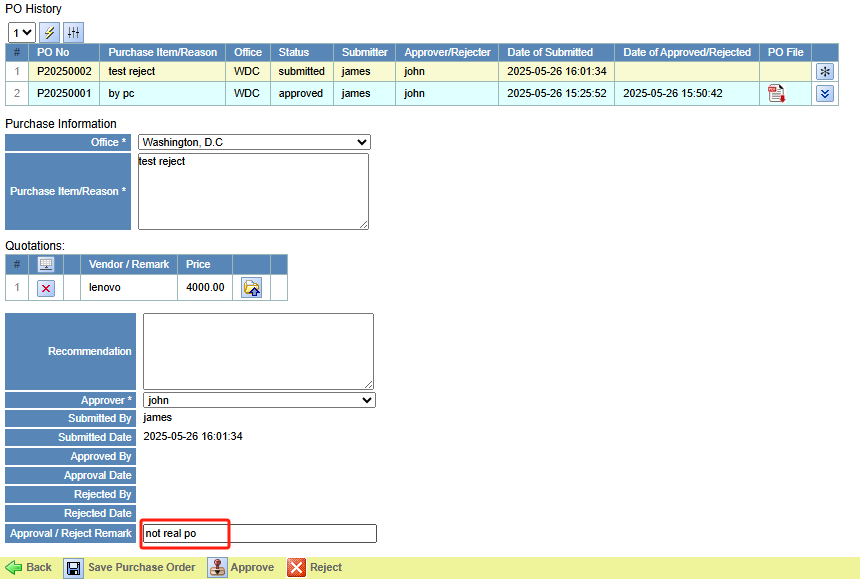 PO History
1
# PO No Purchase Item/Reason Office Status Submitter Approver/Rejecter Date of Submitted Date of Approved/Rejected PO File
1 P20250002 test reject WDC submitted james john 2025-05-26 16:01:34
2 P20250001 by pc WDC approved james john 2025-05-26 15:25:52 2025-05-26 15:50:42
Purchase Information
Office * Washington, D.C
Purchase Item/Reason * test reject
Quotations:
# Vendor / Remark Price
1 lenovo 4000.00
Recommendation
Approver * john
Submitted By james
Submitted Date 2025-05-26 16:01:34
Approved By
Approval Date
Rejected By
Rejected Date
Approval / Reject Remark not real po
Back Save Purchase Order Approve Reject